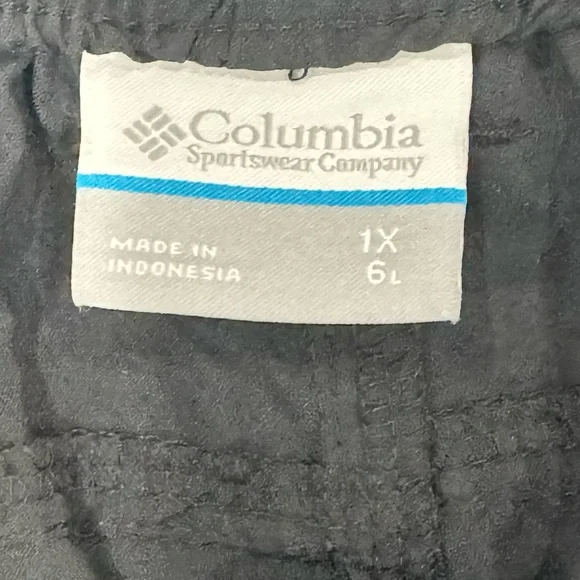 Columbia
Sportswear Company
MADE IN
INDONESIA
1X
6L